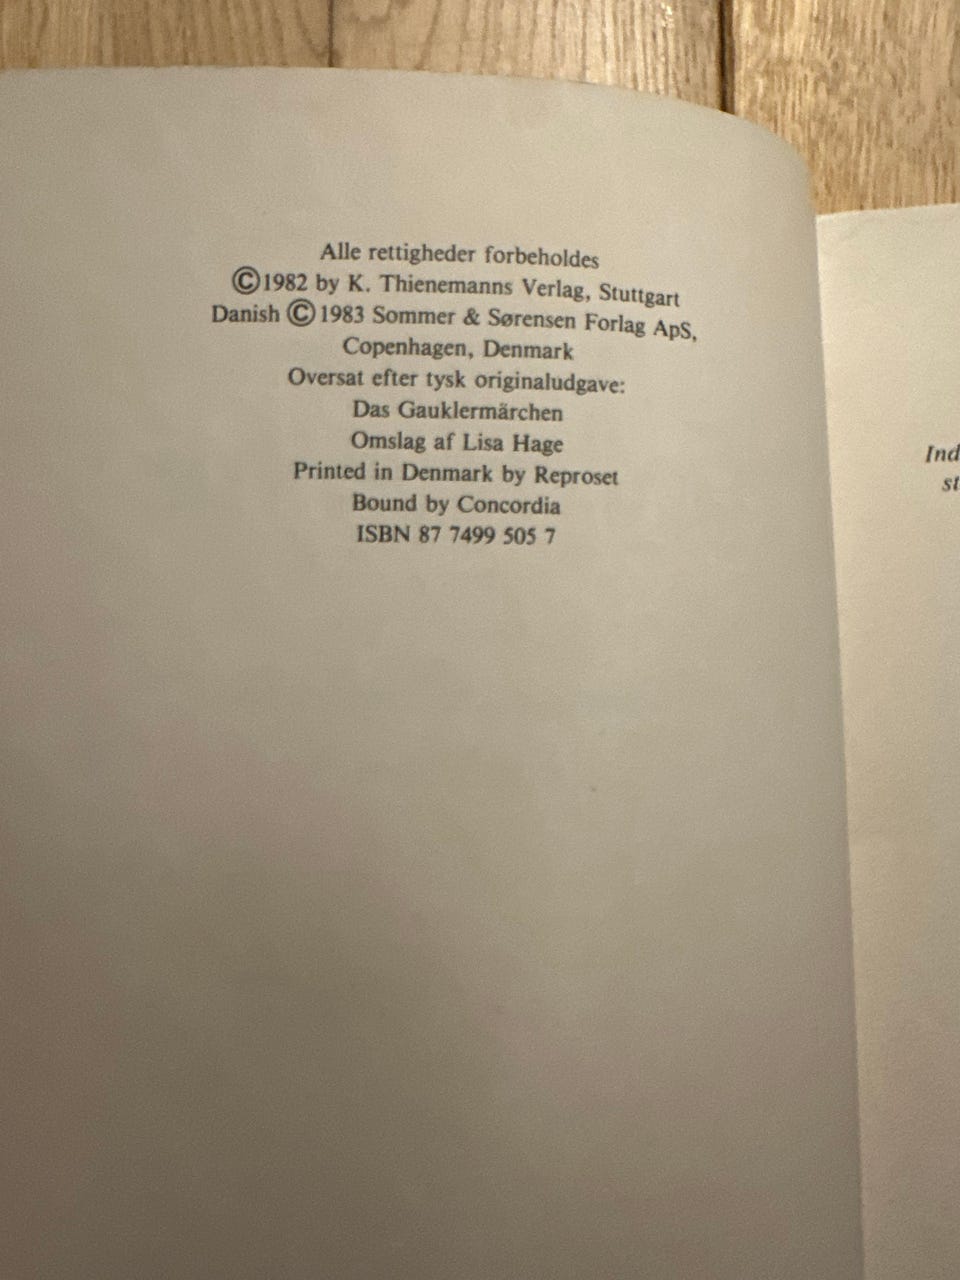 Alle rettigheder forbeholdes
©1982 by K. Thienemanns Verlag, Stuttgart
Danish ©1983 Sommer & Sørensen Forlag ApS,
Copenhagen, Denmark
Oversat efter tysk originaludgave:
Das Gauklermärchen
Omslag af Lisa Hage
Printed in Denmark by Reproset
Bound by Concordia
ISBN 87 7499 505 7
Ind
st